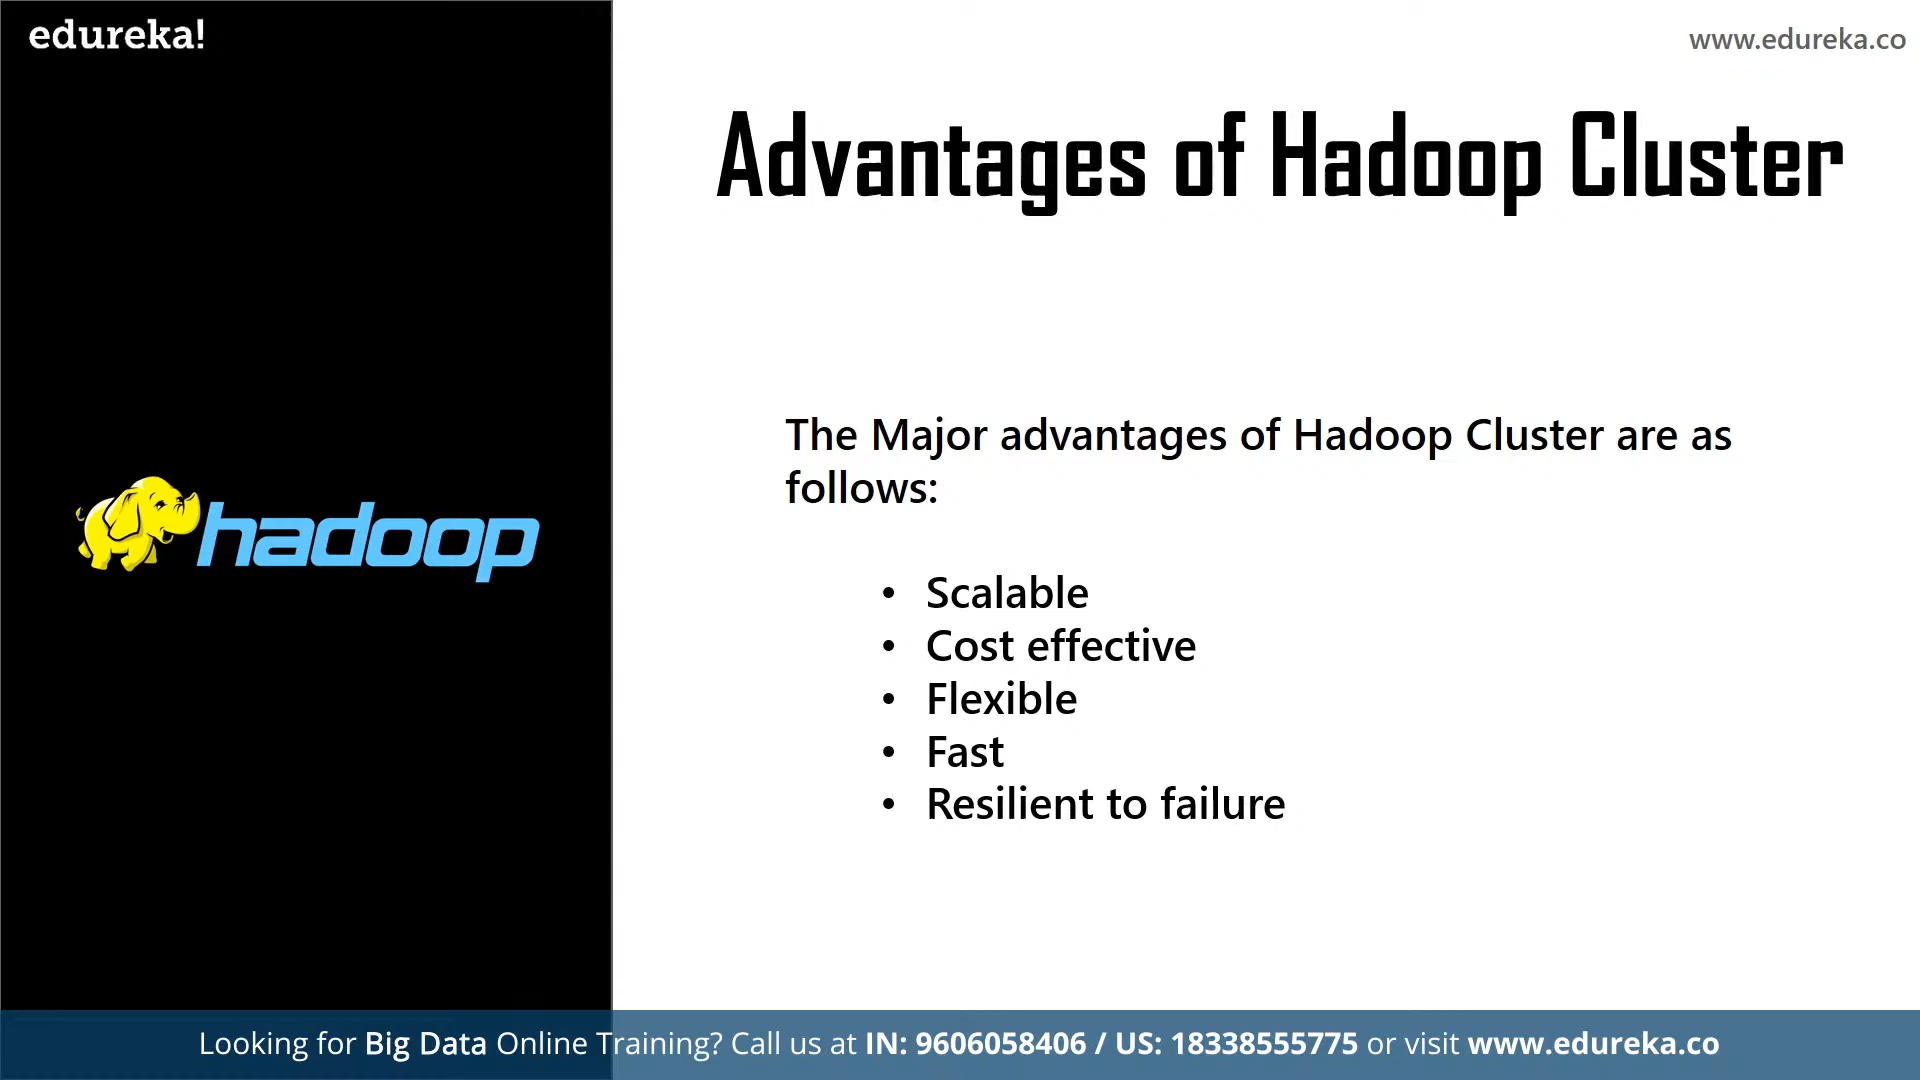 edureka!
www.edureka.co
Advantages of Hadoop Cluster
hadoop
The Major advantages of Hadoop Cluster are as
follows:
• Scalable
• Cost effective
• Flexible
• Fast
• Resilient to failure
Looking for Big Data Online Training? Call us at IN: 9606058406 / US: 18338555775 or visit www.edureka.co